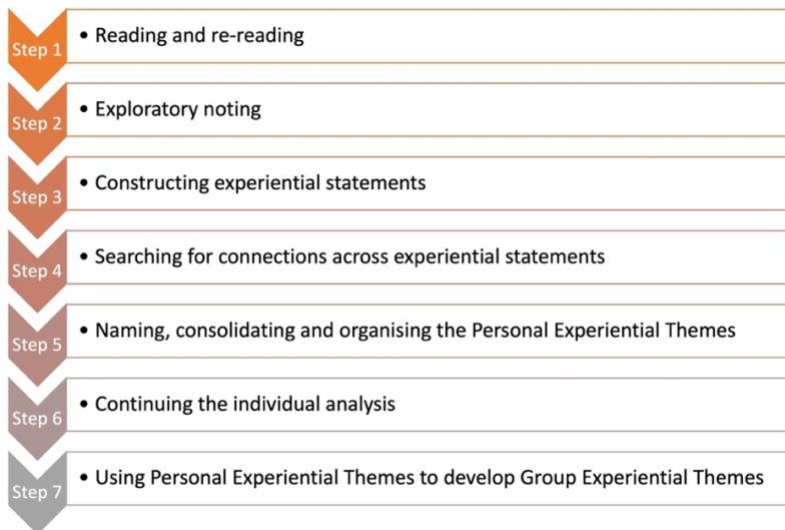 Step 1
• Reading and re-reading
Step 2
• Exploratory noting
Step 3
• Constructing experiential statements
Step 4
• Searching for connections across experiential statements
Step 5
• Naming, consolidating and organising the Personal Experiential Themes
Step 6
• Continuing the individual analysis
Step 7
• Using Personal Experiential Themes to develop Group Experiential Themes